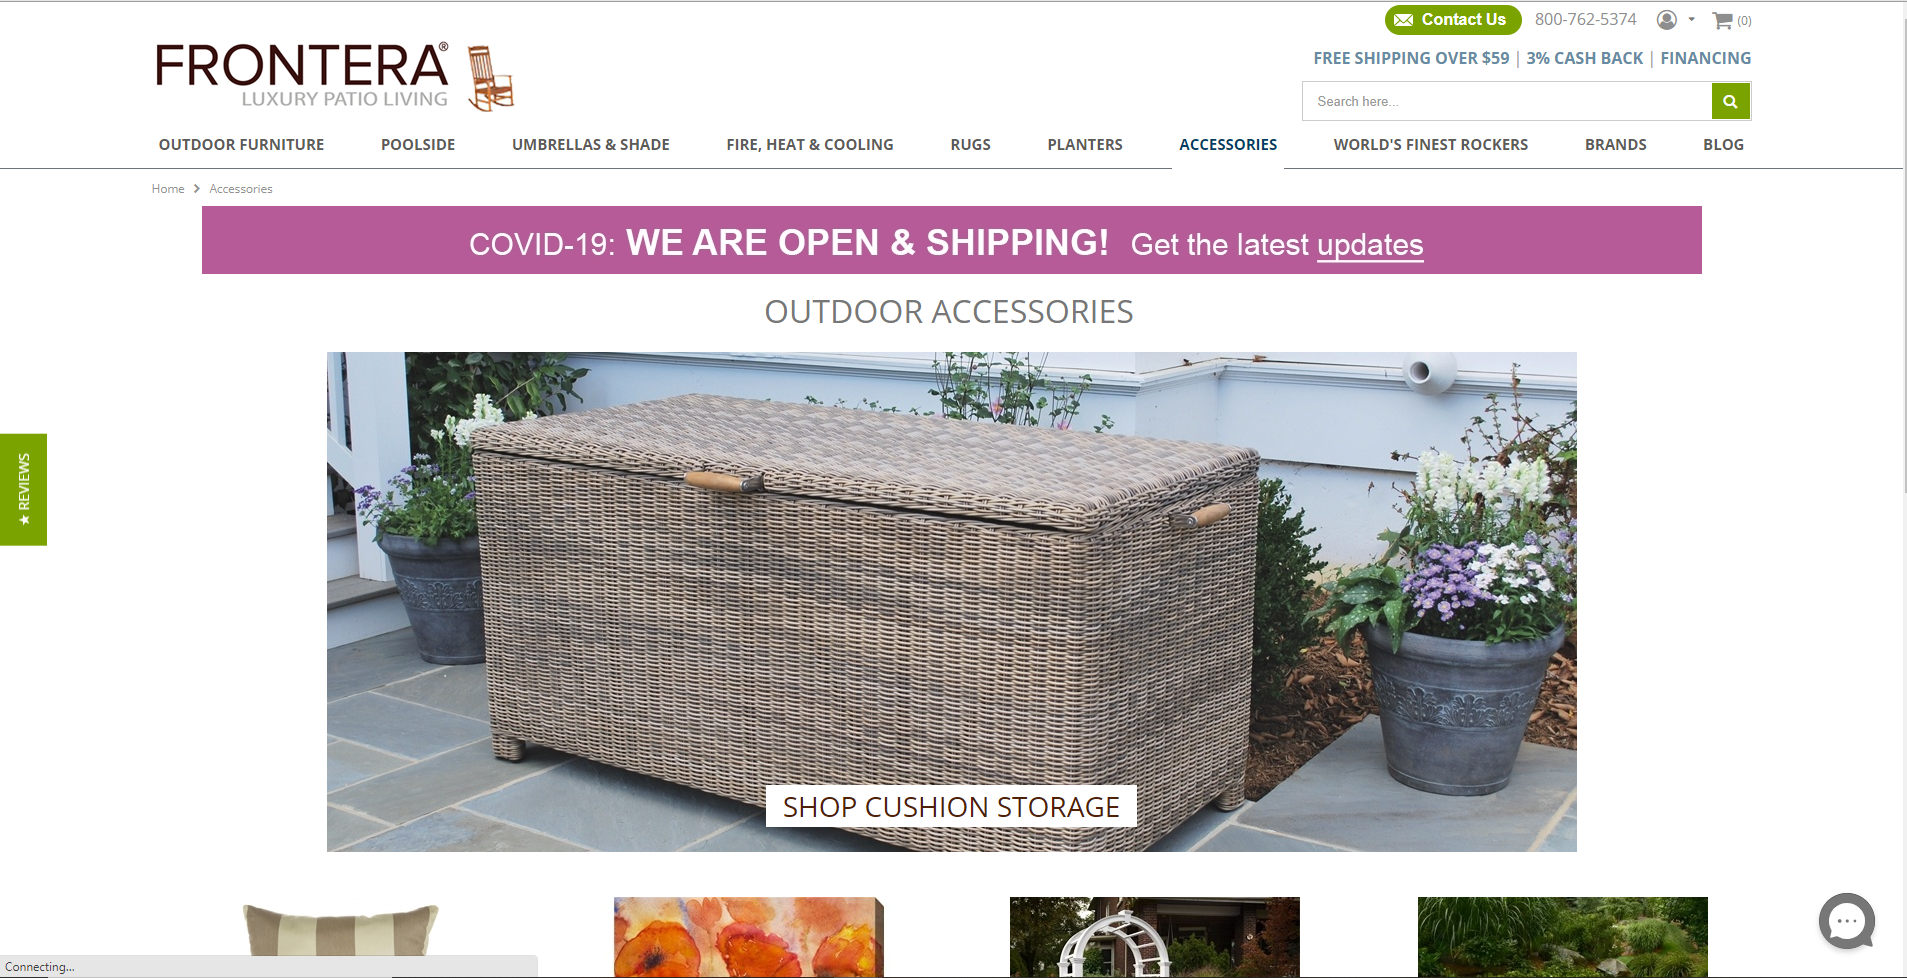 Contact Us 800-762-5374 (0)
FRONTERA®
LUXURY PATIO LIVING
FREE SHIPPING OVER $59 | 3% CASH BACK | FINANCING
Search here...
OUTDOOR FURNITURE POOLSIDE UMBRELLAS & SHADE FIRE, HEAT & COOLING RUGS PLANTERS ACCESSORIES WORLD'S FINEST ROCKERS BRANDS BLOG
Home > Accessories
COVID-19: WE ARE OPEN & SHIPPING! Get the latest updates
OUTDOOR ACCESSORIES
★ REVIEWS
SHOP CUSHION STORAGE
Connecting...